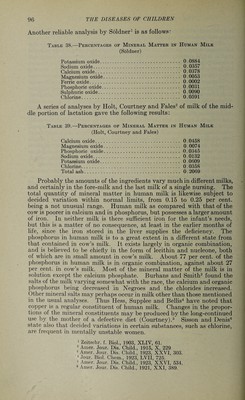 96 THE DISEASES OF CHILDREN
Another reliable analysis by Söldner¹ is as follows:
Table 38.—Percentages of Mineral Matter in Human Milk
(Söldner)
Potassium oxide 0.0884
Sodium oxide 0.0357
Calcium oxide 0.0378
Magnesium oxide 0.0053
Ferric oxide 0.0002
Phosphoric oxide 0.0031
Sulphuric oxide 0.0090
Chlorine 0.0591
A series of analyses by Holt, Courtney and Fales² of milk of the mid-
dle portion of lactation gave the following results:
Table 39.—Percentages of Mineral Matter in Human Milk
(Holt, Courtney and Fales)
Calcium oxide 0.0458
Magnesium oxide 0.0074
Phosphoric oxide 0.0345
Sodium oxide 0.0132
Potassium oxide 0.0609
Chlorine 0.0358
Total ash 0.2069
Probably the amounts of the ingredients vary much in different milks,
and certainly in the fore-milk and the last milk of a single nursing. The
total quantity of mineral matter in human milk is likewise subject to
decided variation within normal limits, from 0.15 to 0.25 per cent.
being a not unusual range. Human milk as compared with that of the
cow is poorer in calcium and in phosphorus, but possesses a larger amount
of iron. In neither milk is there sufficient iron for the infant's needs,
but this is a matter of no consequence, at least in the earlier months of
life, since the iron stored in the liver supplies the deficiency. The
phosphorus in human milk is to a great extent in a different state from
that contained in cow's milk. It exists largely in organic combination,
and is believed to be chiefly in the form of lecithin and nucleone, both
of which are in small amount in cow's milk. About 77 per cent. of the
phosphorus in human milk is in organic combination, against about 27
per cent. in cow's milk. Most of the mineral matter of the milk is in
solution except the calcium phosphate. Burhans and Smith³ found the
salts of the milk varying somewhat with the race, the calcium and organic
phosphorus being decreased in Negroes and the chlorides increased.
Other mineral salts may perhaps occur in milk other than those mentioned
in the usual analyses. Thus Hess, Supplee and Bellis⁴ have noted that
copper is a regular constituent of human milk. Changes in the propor-
tions of the mineral constituents may be produced by the long-continued
use by the mother of a defective diet (Courtney).⁵ Sisson and Denis⁶
state also that decided variations in certain substances, such as chlorine,
are frequent in mentally unstable women.
¹ Zeitschr. f. Biol., 1903, XLIV, 61.
² Amer. Jour. Dis. Child., 1915, X, 229.
³ Amer. Jour. Dis. Child., 1923, XXVI, 303.
⁴ Jour. Biol. Chem., 1923, LVII, 725.
⁵ Amer. Jour. Dis. Child., 1923, XXVI, 534.
⁶ Amer. Jour. Dis. Child., 1921, XXI, 389.